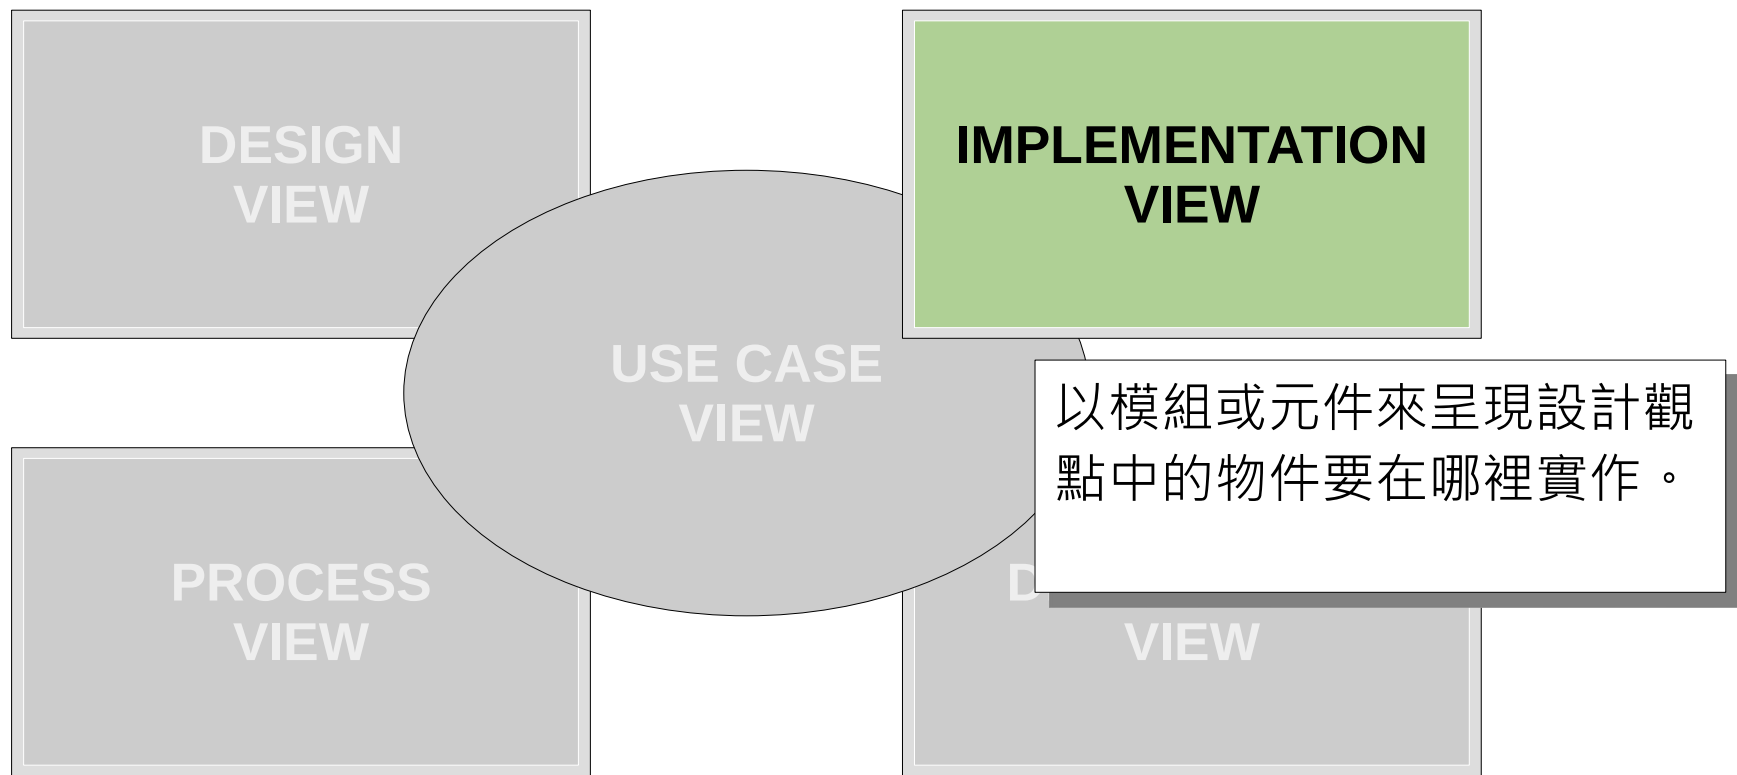 DESIGN
VIEW
IMPLEMENTATION
VIEW
USE CASE
VIEW
以模組或元件來呈現設計觀
點中的物件要在哪裡實作。
PROCESS
VIEW
VIEW